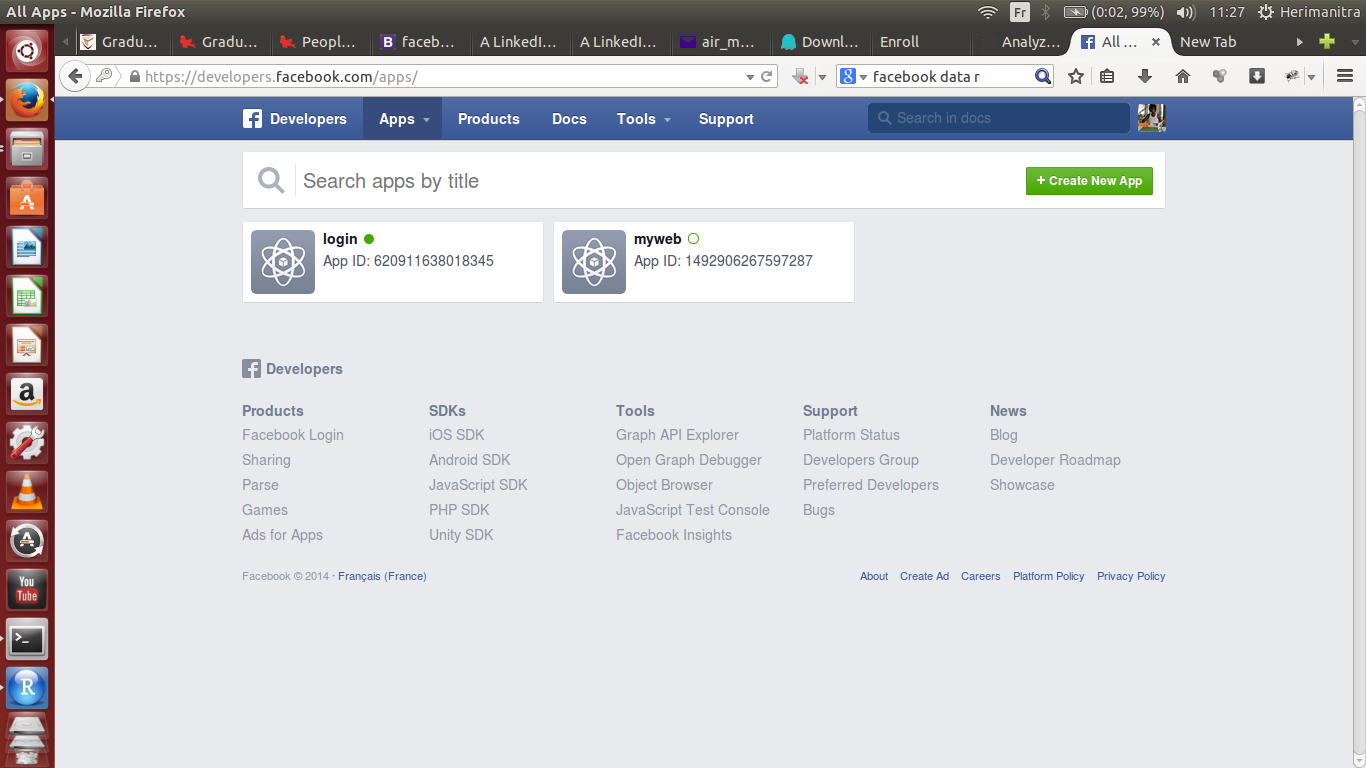 All Apps - Mozilla Firefox
Fr (0:02, 99%) 11:27 Herimanitra
Gradu... Gradu... Peopl... faceb... A LinkedI... A LinkedI... air_m... Downl... Enroll Analyz... All ... New Tab
https://developers.facebook.com/apps/
facebook data r
Developers Apps Products Docs Tools Support Search in docs
Search apps by title
+ Create New App
login
App ID: 620911638018345
myweb
App ID: 1492906267597287
Developers
Products
Facebook Login
Sharing
Parse
Games
Ads for Apps
SDKs
iOS SDK
Android SDK
JavaScript SDK
PHP SDK
Unity SDK
Tools
Graph API Explorer
Open Graph Debugger
Object Browser
JavaScript Test Console
Facebook Insights
Support
Platform Status
Developers Group
Preferred Developers
Bugs
News
Blog
Developer Roadmap
Showcase
Facebook © 2014 · Français (France)
About Create Ad Careers Platform Policy Privacy Policy
You
Tube